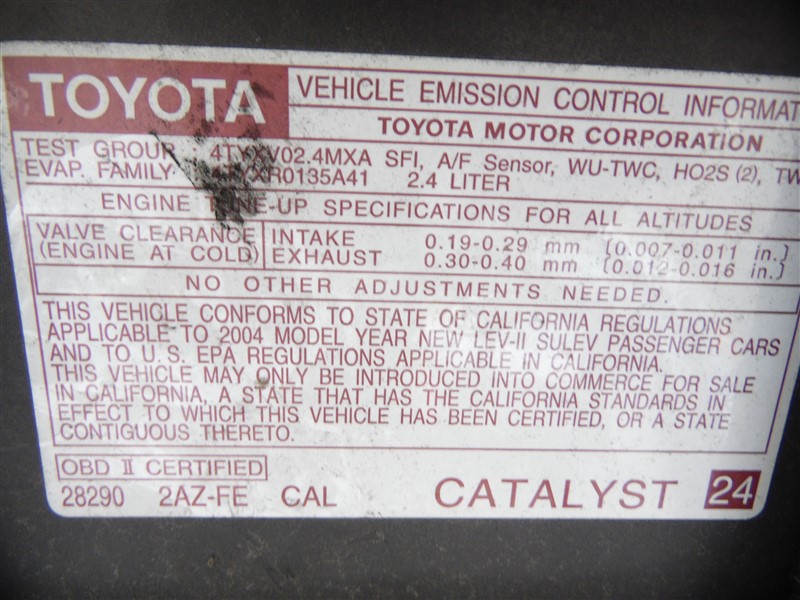 TOYOTA
VEHICLE EMISSION CONTROL INFORMAT
TOYOTA MOTOR CORPORATION
TEST GROUP 4TYXV02.4MXA SFI, A/F Sensor, WU-TWC, HO2S (2), TW
EVAP. FAMILY R0135A41 2.4 LITER
ENGINE TUNE-UP SPECIFICATIONS FOR ALL ALTITUDES
VALVE CLEARANCE INTAKE 0.19-0.29 mm (0.007-0.011 in.)
(ENGINE AT COLD) EXHAUST 0.30-0.40 mm (0.012-0.016 in.)
NO OTHER ADJUSTMENTS NEEDED.
THIS VEHICLE CONFORMS TO STATE OF CALIFORNIA REGULATIONS
APPLICABLE TO 2004 MODEL YEAR NEW LEV-II SULEV PASSENGER CARS
AND TO U.S. EPA REGULATIONS APPLICABLE IN CALIFORNIA.
THIS VEHICLE MAY ONLY BE INTRODUCED INTO COMMERCE FOR SALE
IN CALIFORNIA, A STATE THAT HAS THE CALIFORNIA STANDARDS IN
EFFECT TO WHICH THIS VEHICLE HAS BEEN CERTIFIED, OR A STATE
CONTIGUOUS THERETO.
OBD II CERTIFIED
28290 2AZ-FE CAL CATALYST 24